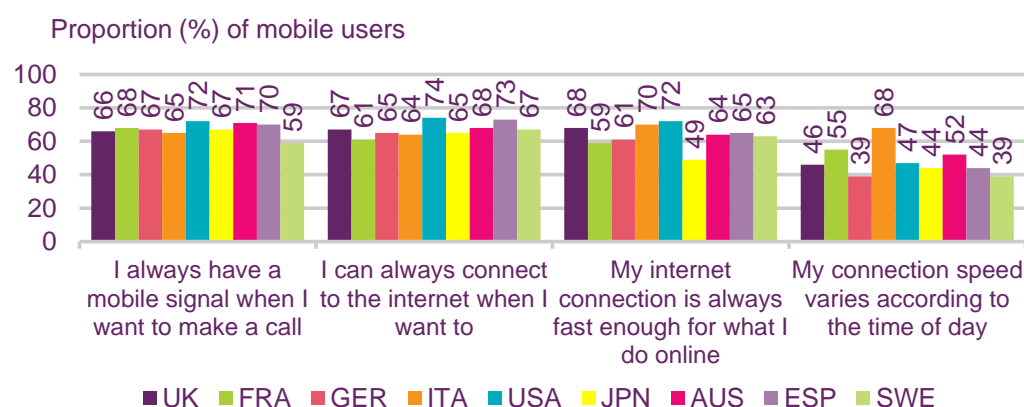 Proportion (%) of mobile users
100
80
60
40
20
0
66 68 67 65 72 67 71 70 59
67 61 65 64 74 65 68 73 67
68 59 61 70 72 49 64 65 63
46 55 39 68 47 44 52 44 39
I always have a
mobile signal when I
want to make a call
I can always connect
to the internet when I
want to
My internet
connection is always
fast enough for what I
do online
My connection speed
varies according to
the time of day
UK FRA GER ITA USA JPN AUS ESP SWE